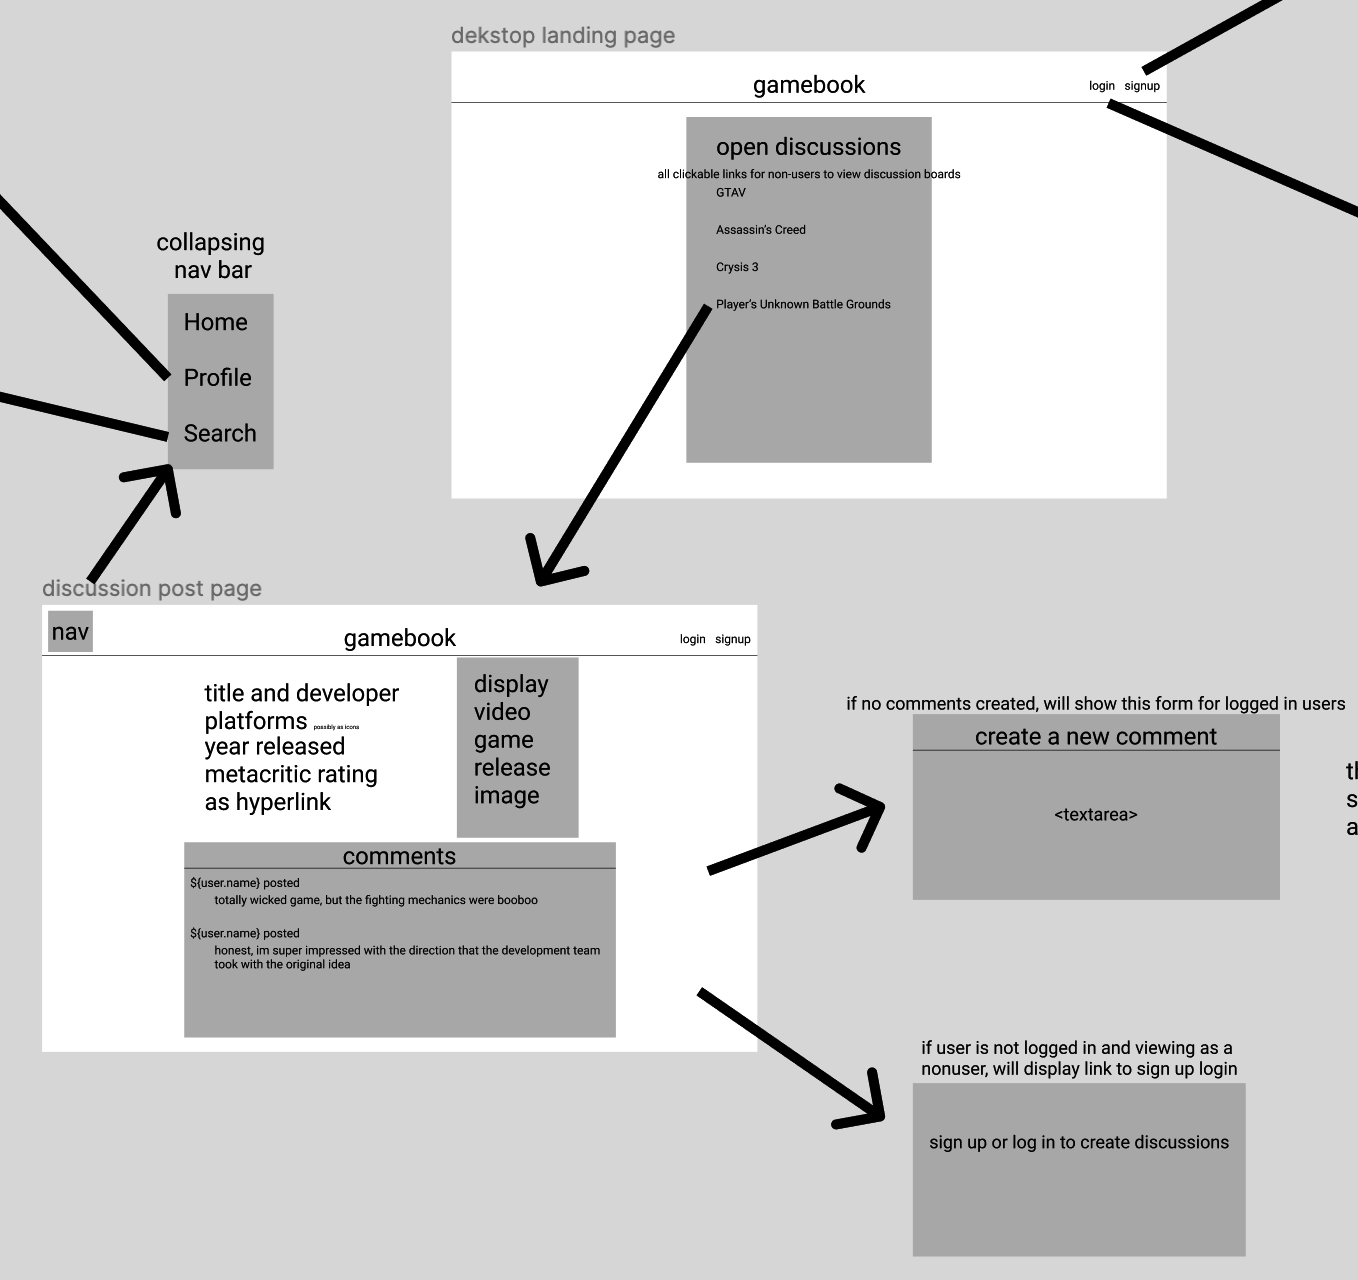 dekstop landing page
gamebook
login signup
open discussions
all clickable links for non-users to view discussion boards
GTAV
Assassin's Creed
Crysis 3
Player's Unknown Battle Grounds
collapsing
nav bar
Home
Profile
Search
discussion post page
nav
gamebook
login signup
title and developer
platforms possibly as icons
year released
metacritic rating
as hyperlink
display
video
game
release
image
comments
${user.name} posted
totally wicked game, but the fighting mechanics were booboo
${user.name} posted
honest, im super impressed with the direction that the development team
took with the original idea
if no comments created, will show this form for logged in users
create a new comment
<textarea>
if user is not logged in and viewing as a
nonuser, will display link to sign up login
sign up or log in to create discussions